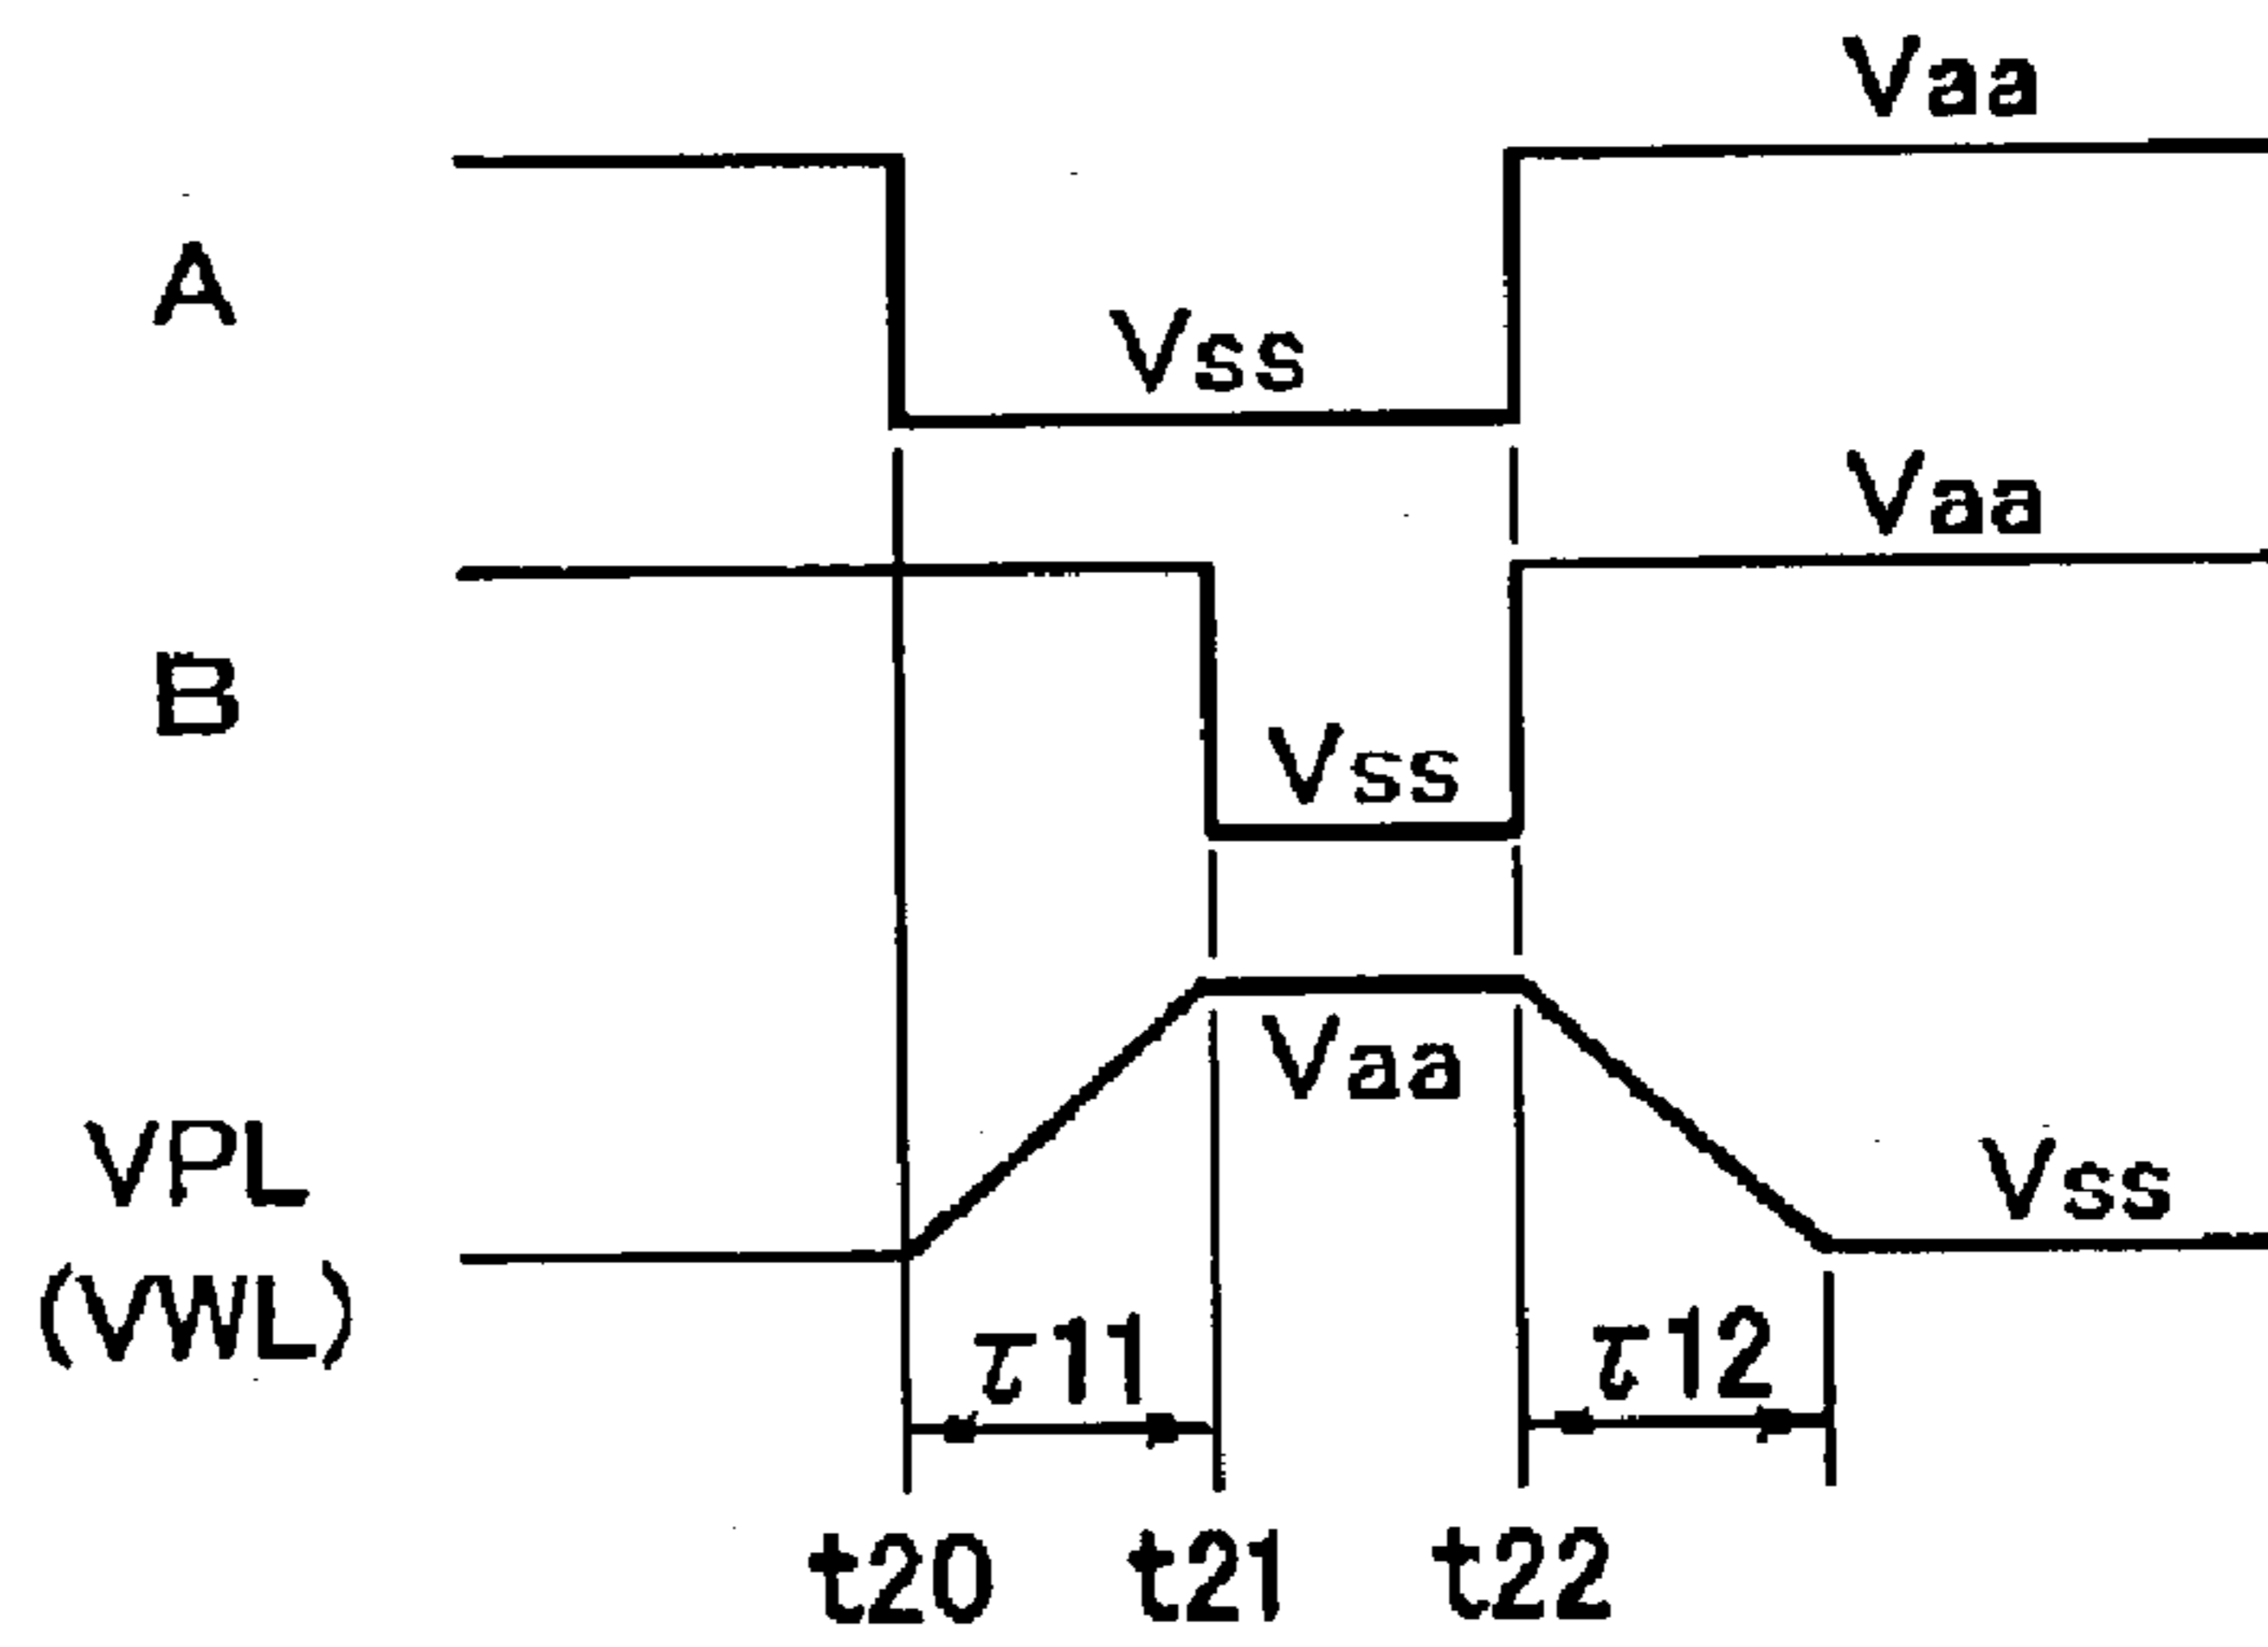 Vaa
A
Vss
Vaa
B
Vss
Vaa
VPL
Vss
(VWL)
τ11
τ12
t20
t21
t22